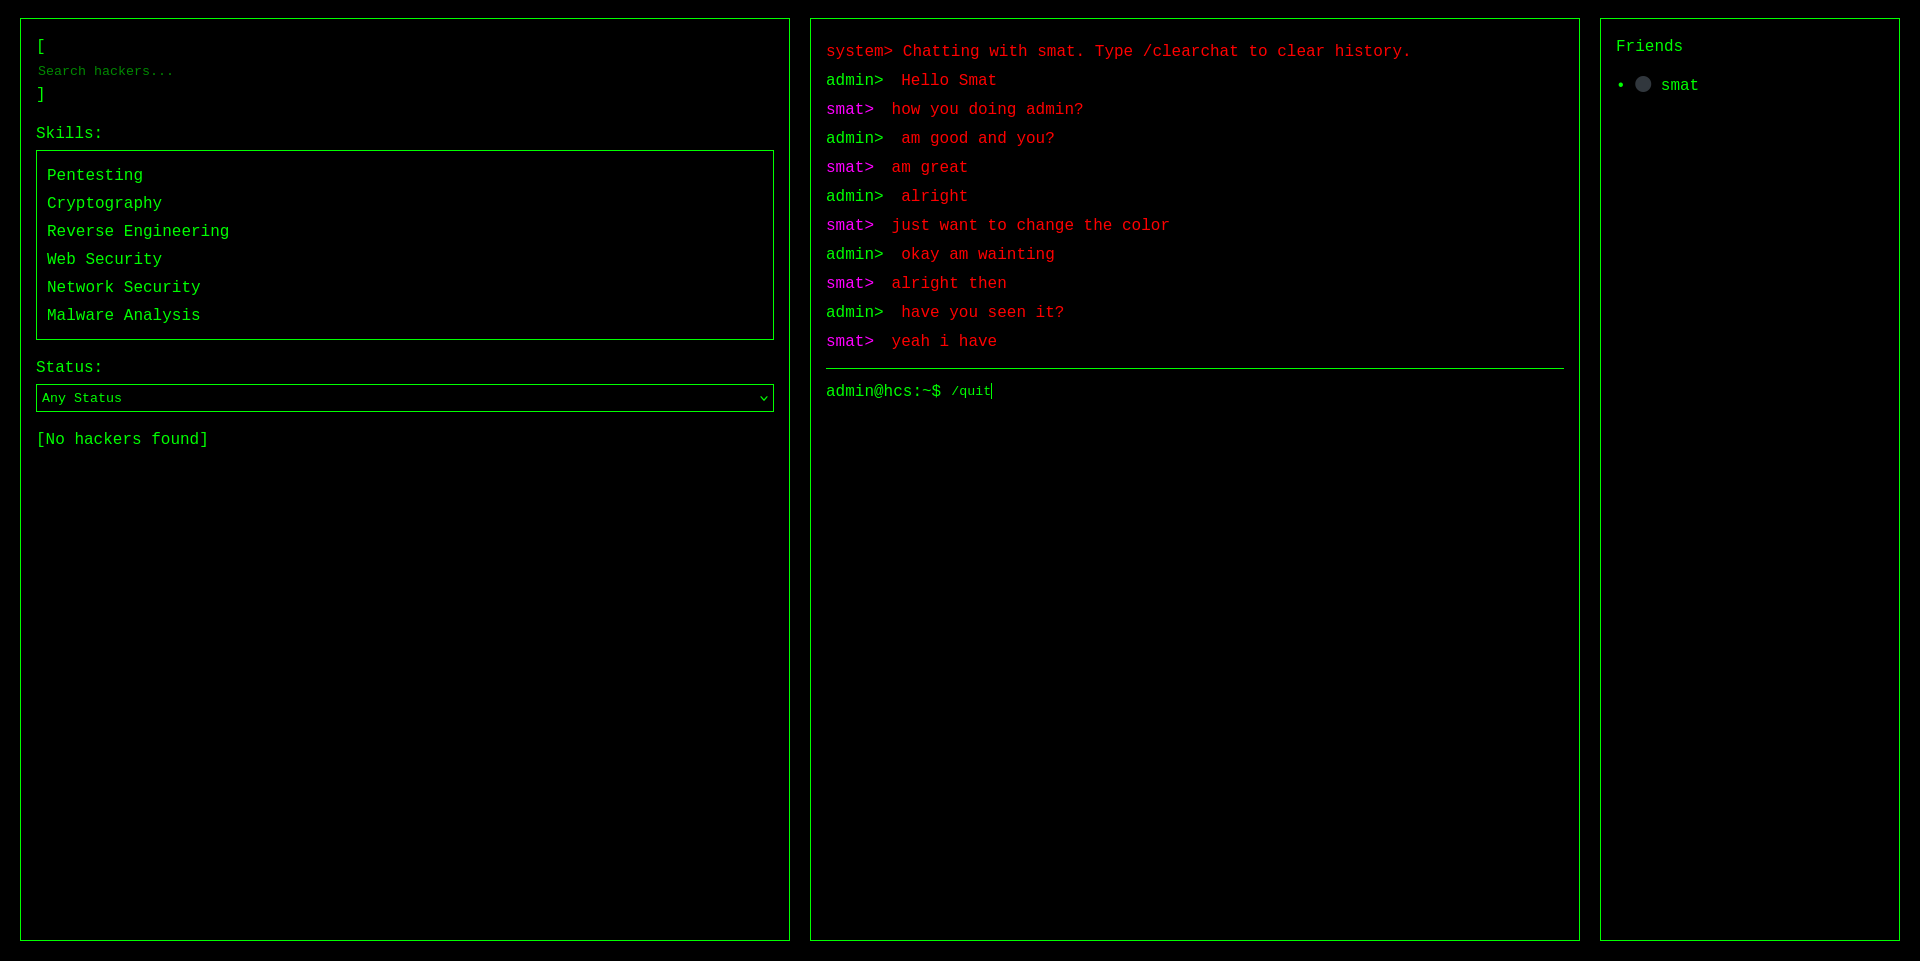 [
Search hackers...
]
Skills:
Pentesting
Cryptography
Reverse Engineering
Web Security
Network Security
Malware Analysis
Status:
Any Status
[No hackers found]
system> Chatting with smat. Type /clearchat to clear history.
admin> Hello Smat
smat> how you doing admin?
admin> am good and you?
smat> am great
admin> alright
smat> just want to change the color
admin> okay am wainting
smat> alright then
admin> have you seen it?
smat> yeah i have
admin@hcs:~$ /quit
Friends
• smat